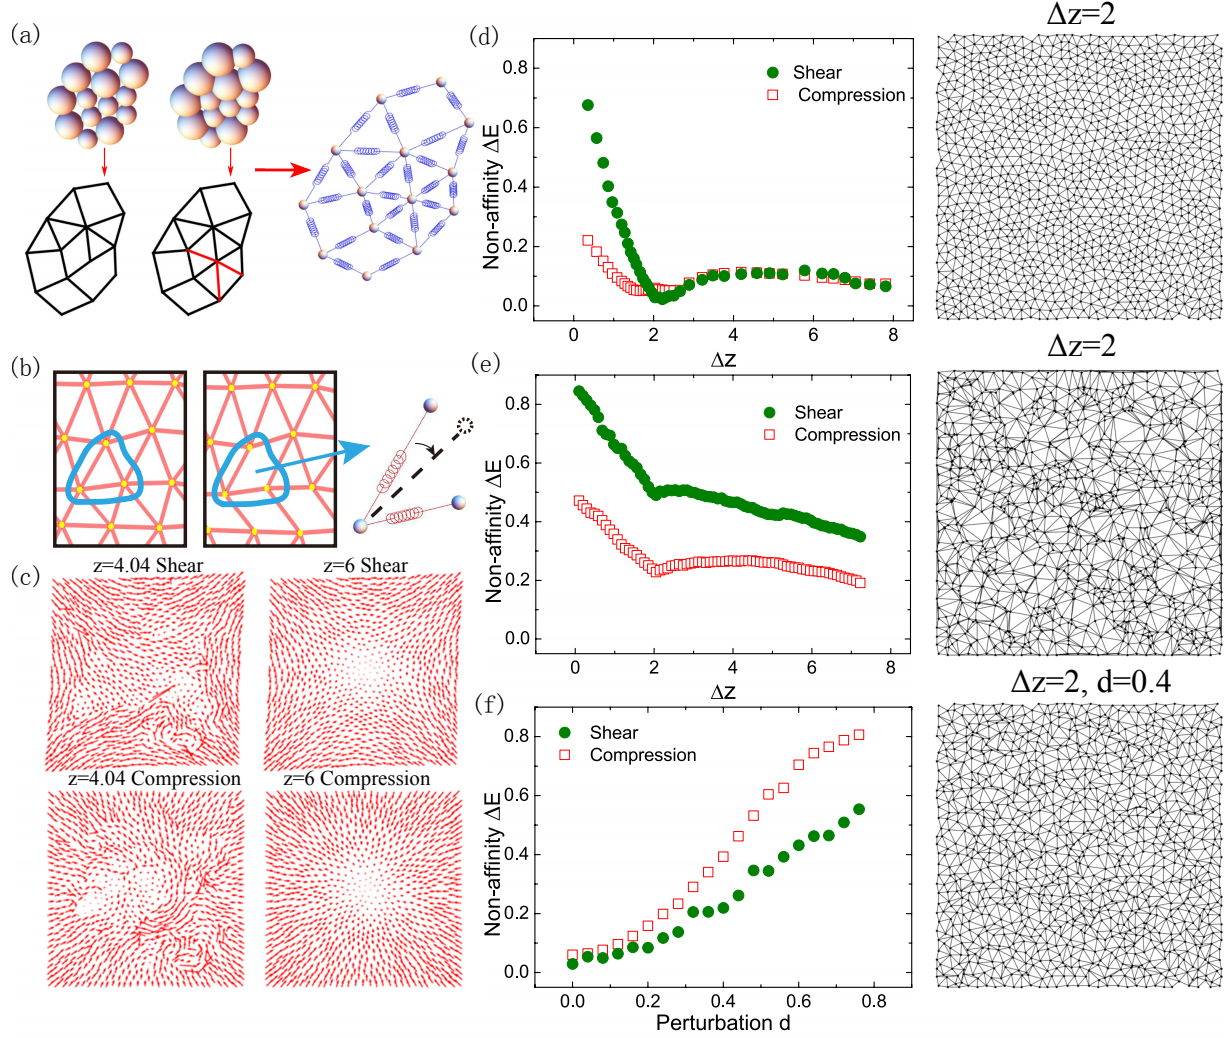 (a)
(b)
(c)
z=4.04 Shear
z=6 Shear
z=4.04 Compression
z=6 Compression
(d)
Non-affinity ΔE
0.8
0.6
0.4
0.2
0.0
Shear
Compression
0
2
4
6
8
Δz
Δz=2
(e)
Non-affinity ΔE
0.8
0.6
0.4
0.2
0.0
Shear
Compression
0
2
4
6
8
Δz
Δz=2
(f)
Non-affinity ΔE
0.8
0.6
0.4
0.2
0.0
Shear
Compression
0.0
0.2
0.4
0.6
0.8
Perturbation d
Δz=2, d=0.4